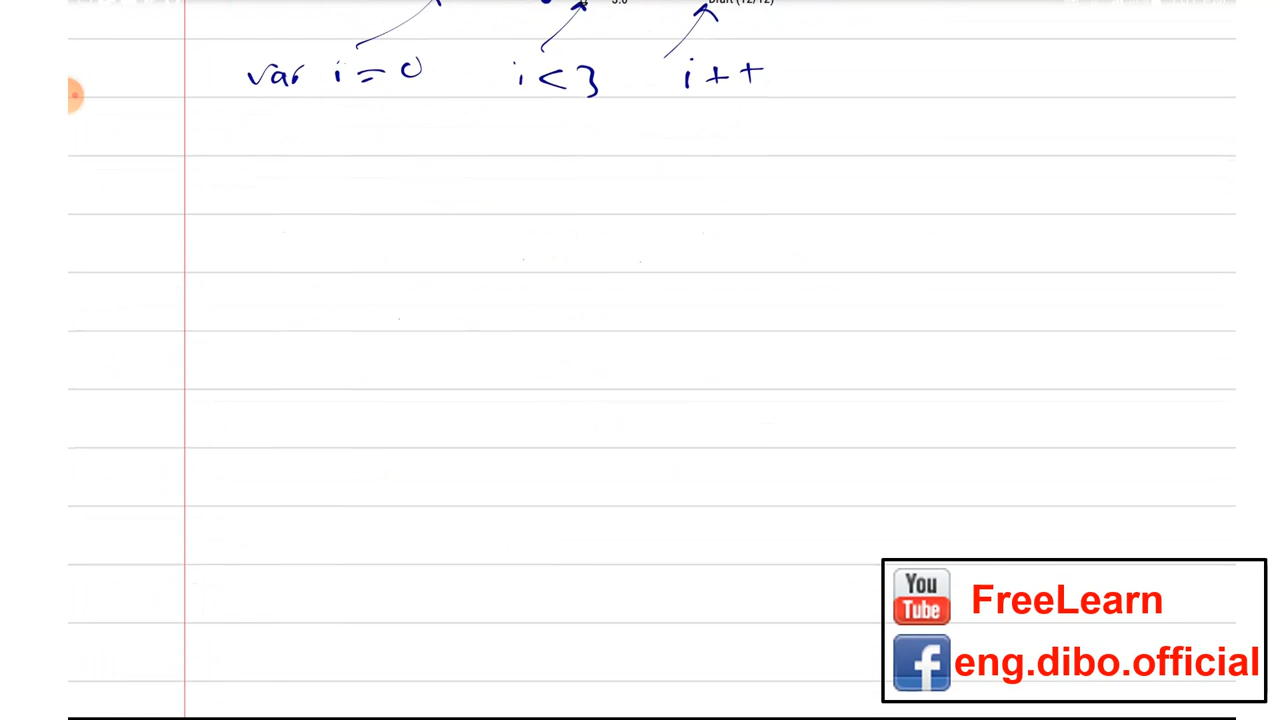 var i = 0 i < 3 i + +
You
Tube
FreeLearn
f
eng.dibo.official